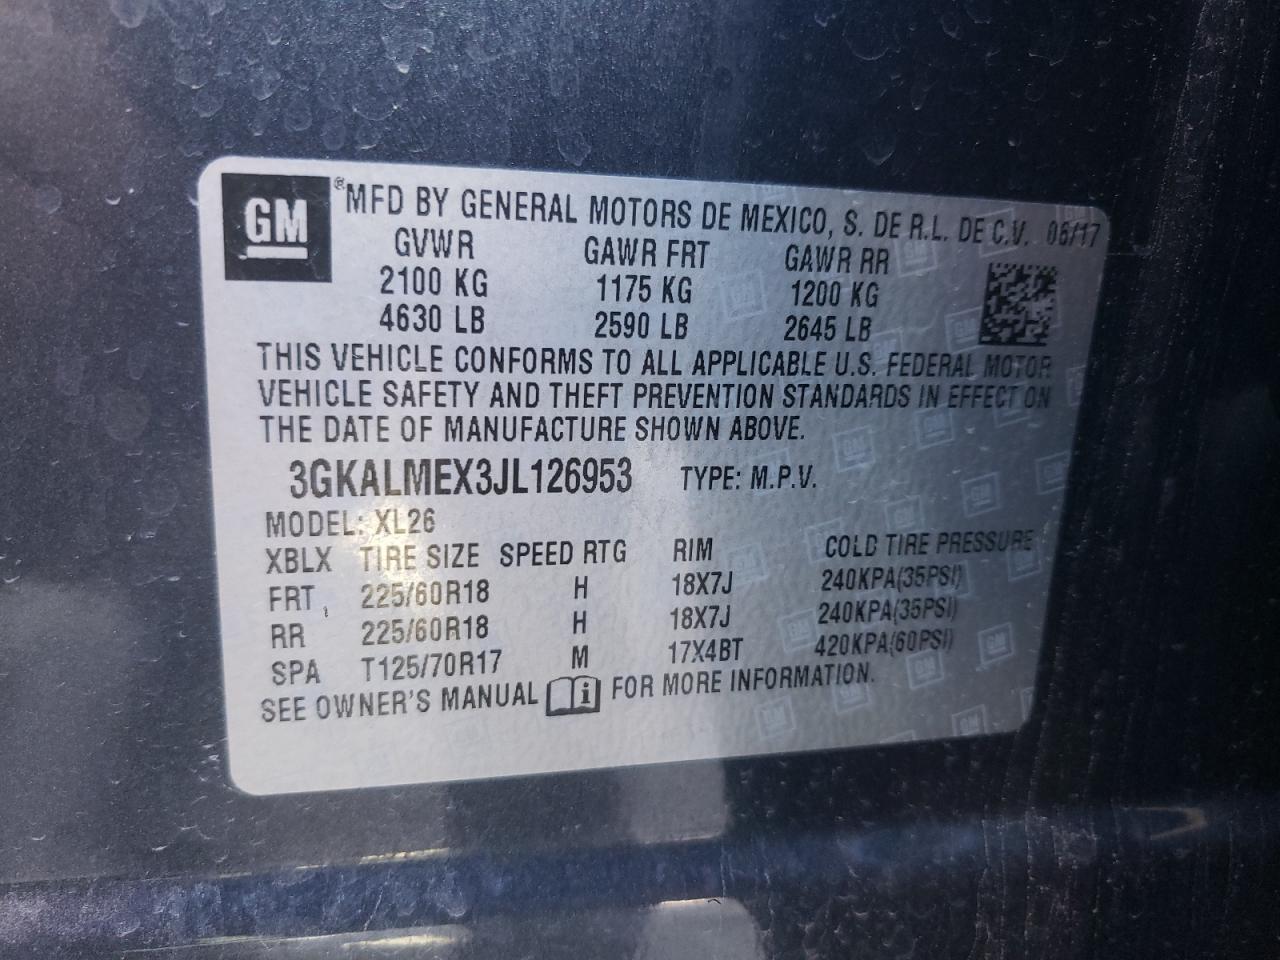 GM
® MFD BY GENERAL MOTORS DE MEXICO, S. DE R.L. DE C.V. 06/17
GVWR GAWR FRT GAWR RR
2100 KG 1175 KG 1200 KG
4630 LB 2590 LB 2645 LB
THIS VEHICLE CONFORMS TO ALL APPLICABLE U.S. FEDERAL MOTOR
VEHICLE SAFETY AND THEFT PREVENTION STANDARDS IN EFFECT ON
THE DATE OF MANUFACTURE SHOWN ABOVE.
3GKALMEX3JL126953 TYPE: M.P.V.
MODEL: XL26
XBLX TIRE SIZE SPEED RTG RIM COLD TIRE PRESSURE
FRT 225/60R18 H 18X7J 240KPA(35PSI)
RR 225/60R18 H 18X7J 240KPA(35PSI)
SPA T125/70R17 M 17X4BT 420KPA(60PSI)
SEE OWNER'S MANUAL i FOR MORE INFORMATION.